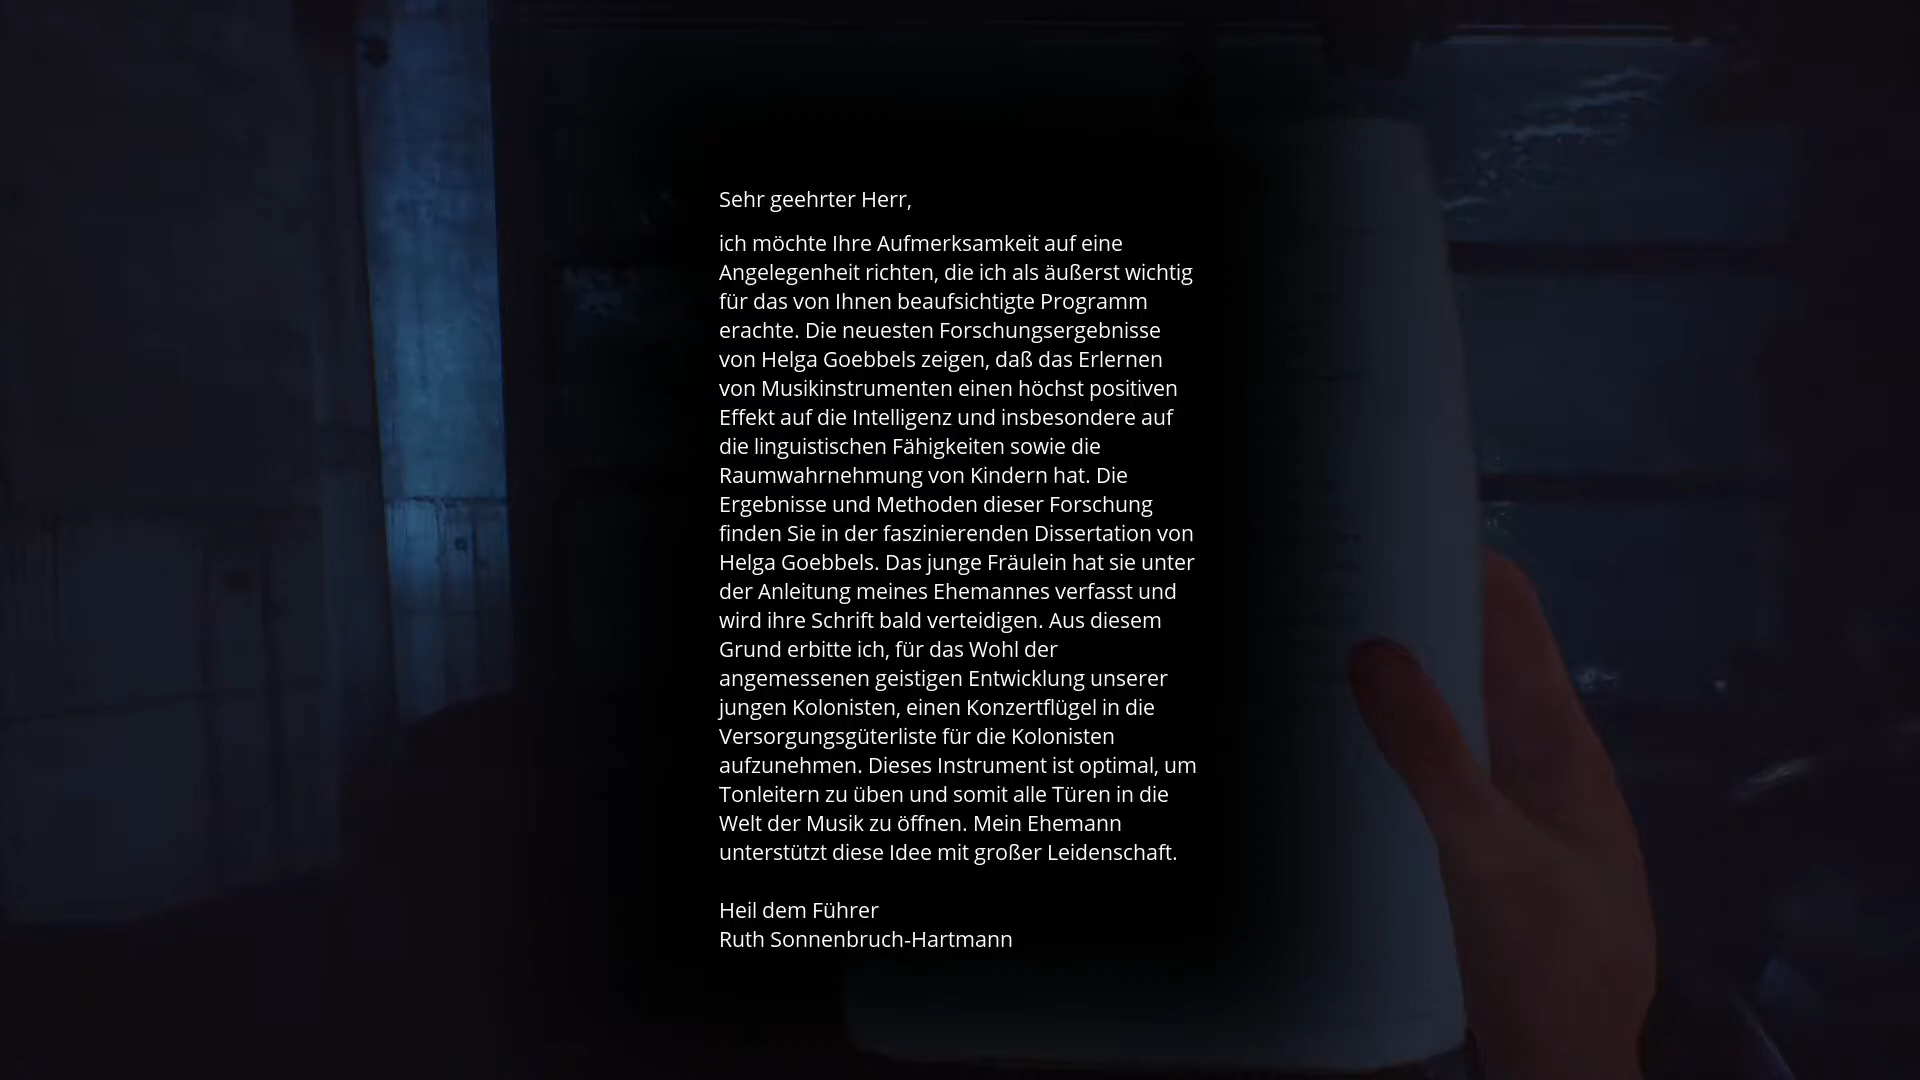 Sehr geehrter Herr,
ich möchte Ihre Aufmerksamkeit auf eine
Angelegenheit richten, die ich als äußerst wichtig
für das von Ihnen beaufsichtigte Programm
erachte. Die neuesten Forschungsergebnisse
von Helga Goebbels zeigen, daß das Erlernen
von Musikinstrumenten einen höchst positiven
Effekt auf die Intelligenz und insbesondere auf
die linguistischen Fähigkeiten sowie die
Raumwahrnehmung von Kindern hat. Die
Ergebnisse und Methoden dieser Forschung
finden Sie in der faszinierenden Dissertation von
Helga Goebbels. Das junge Fräulein hat sie unter
der Anleitung meines Ehemannes verfasst und
wird ihre Schrift bald verteidigen. Aus diesem
Grund erbitte ich, für das Wohl der
angemessenen geistigen Entwicklung unserer
jungen Kolonisten, einen Konzertflügel in die
Versorgungsgüterliste für die Kolonisten
aufzunehmen. Dieses Instrument ist optimal, um
Tonleitern zu üben und somit alle Türen in die
Welt der Musik zu öffnen. Mein Ehemann
unterstützt diese Idee mit großer Leidenschaft.
Heil dem Führer
Ruth Sonnenbruch-Hartmann